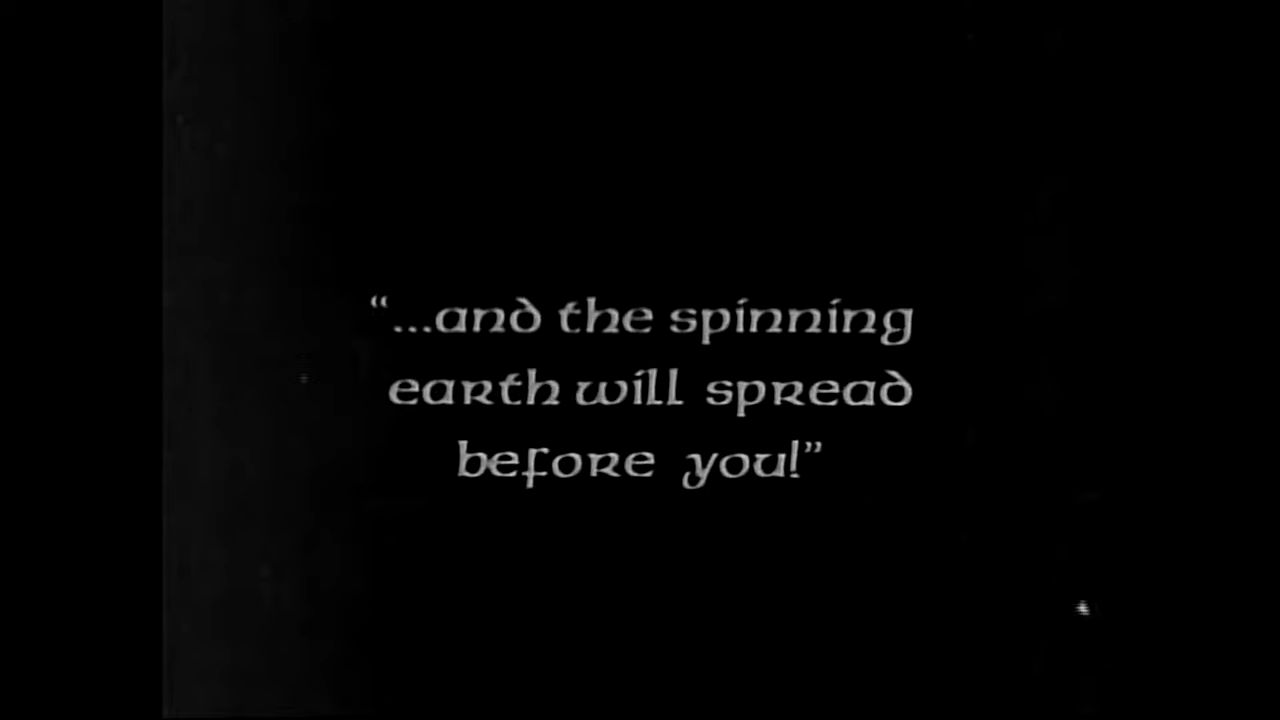 “...and the spinning
earth will spread
before you!”